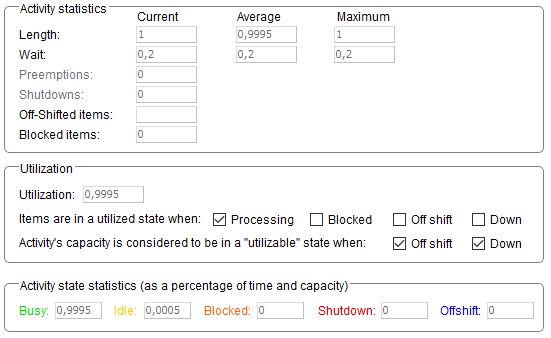 Activity statistics
Current Average Maximum
Length: 1 0,9995 1
Wait: 0,2 0,2 0,2
Preemptions: 0
Shutdowns: 0
Off-Shifted items:
Blocked items: 0
Utilization
Utilization: 0,9995
Items are in a utilized state when: Processing Blocked Off shift Down
Activity's capacity is considered to be in a "utilizable" state when: Off shift Down
Activity state statistics (as a percentage of time and capacity)
Busy: 0,9995 Idle: 0,0005 Blocked: 0 Shutdown: 0 Offshift: 0